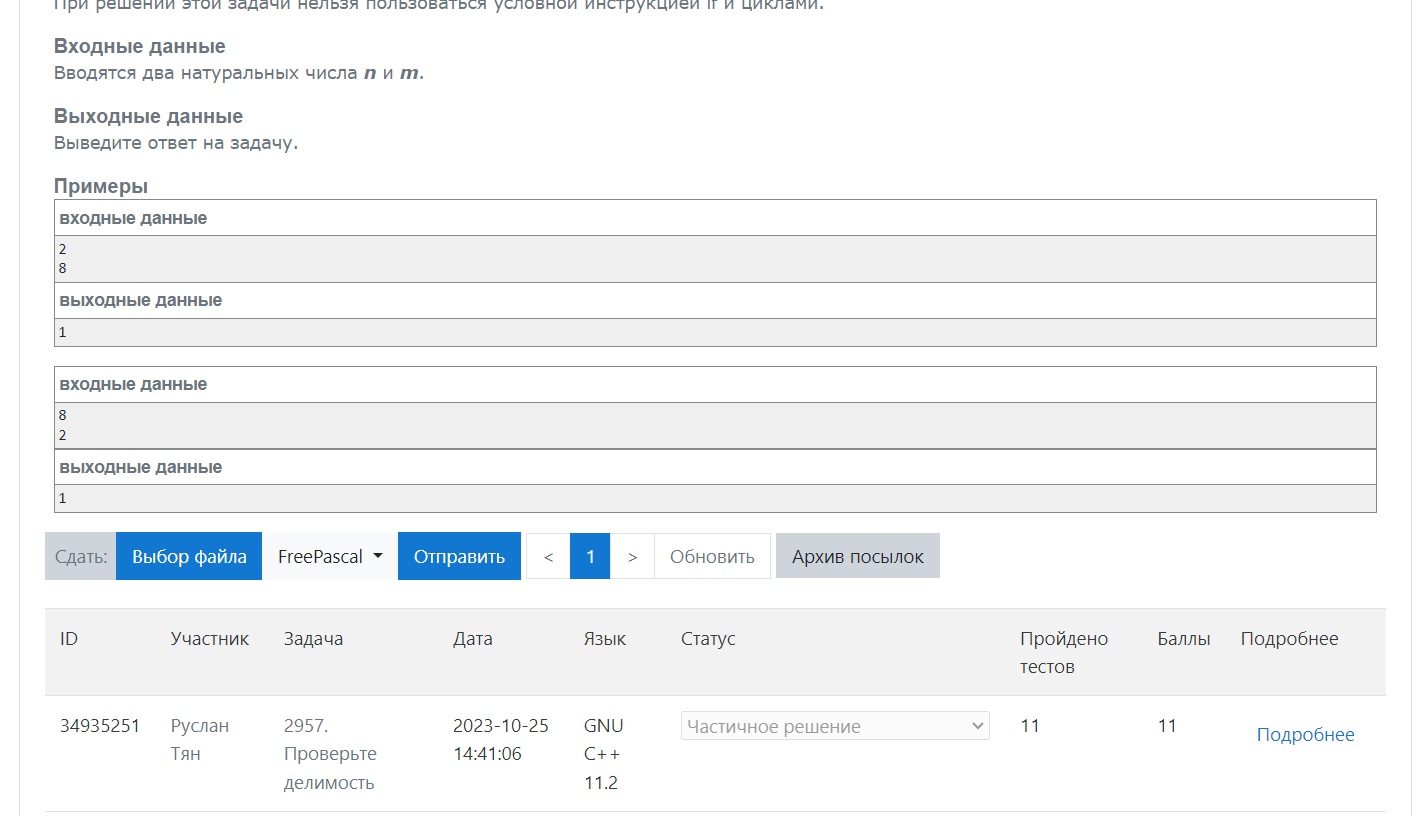 При решении этой задачи нельзя пользоваться условной инструкцией if и циклами.
Входные данные
Вводятся два натуральных числа n и m.
Выходные данные
Выведите ответ на задачу.
Примеры
входные данные
2
8
выходные данные
1
входные данные
8
2
выходные данные
1
Сдать: Выбор файла FreePascal Отправить < 1 > Обновить Архив посылок
ID Участник Задача Дата Язык Статус Пройдено Баллы Подробнее
тестов
34935251 Руслан 2957. 2023-10-25 GNU Частичное решение 11 11 Подробнее
Тян Проверьте 14:41:06 C++
делимость 11.2